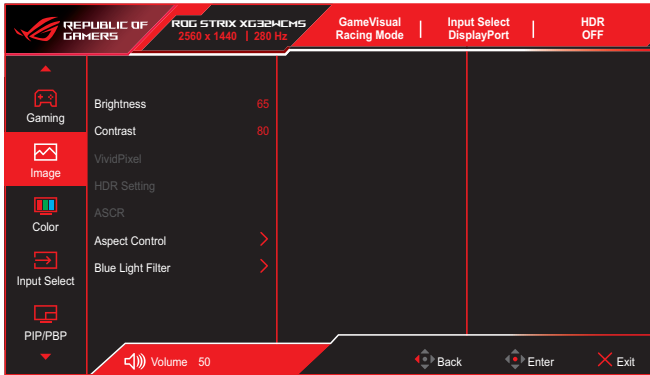 REPUBLIC OF
GAMERS
ROG STRIX XG32WCMS
2560 x 1440 | 280 Hz
GameVisual
Racing Mode
Input Select
DisplayPort
HDR
OFF
Gaming
Image
Color
Input Select
PIP/PBP
Brightness 65
Contrast 80
VividPixel
HDR Setting
ASCR
Aspect Control
Blue Light Filter
Volume 50
Back
Enter
Exit